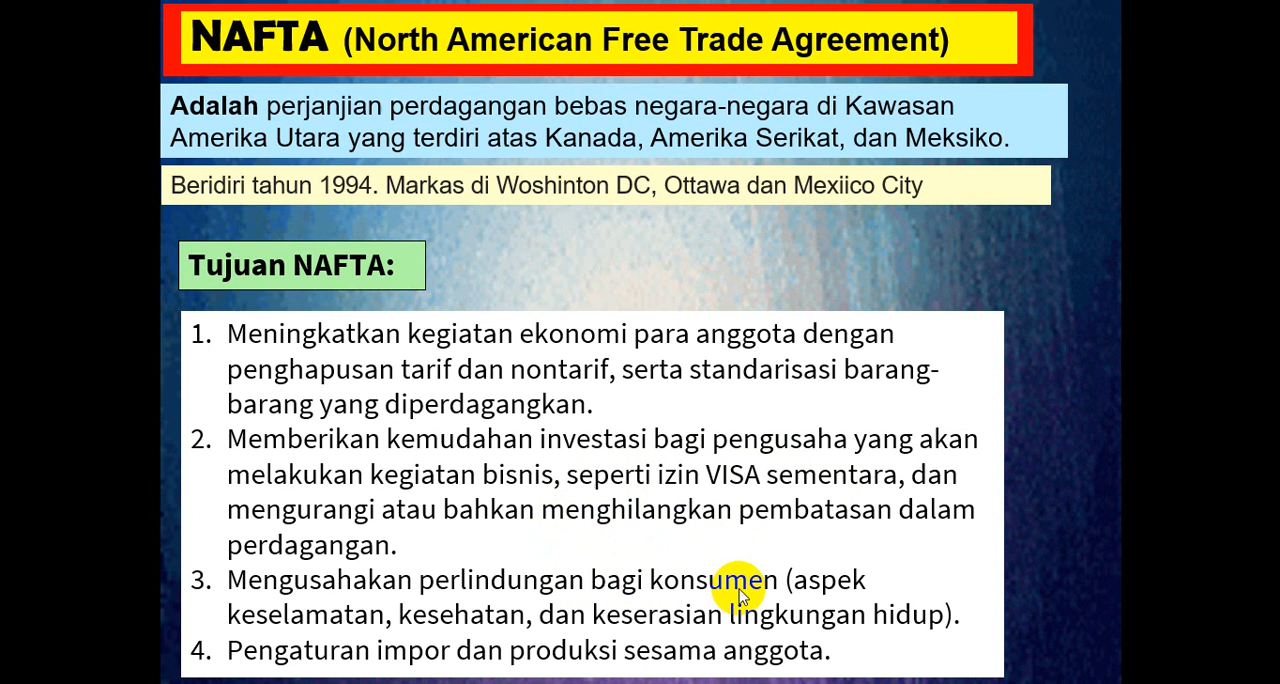 NAFTA (North American Free Trade Agreement)
Adalah perjanjian perdagangan bebas negara-negara di Kawasan
Amerika Utara yang terdiri atas Kanada, Amerika Serikat, dan Meksiko.
Beridiri tahun 1994. Markas di Woshinton DC, Ottawa dan Mexiico City
Tujuan NAFTA:
1. Meningkatkan kegiatan ekonomi para anggota dengan
penghapusan tarif dan nontarif, serta standarisasi barang-
barang yang diperdagangkan.
2. Memberikan kemudahan investasi bagi pengusaha yang akan
melakukan kegiatan bisnis, seperti izin VISA sementara, dan
mengurangi atau bahkan menghilangkan pembatasan dalam
perdagangan.
3. Mengusahakan perlindungan bagi konsumen (aspek
keselamatan, kesehatan, dan keserasian lingkungan hidup).
4. Pengaturan impor dan produksi sesama anggota.